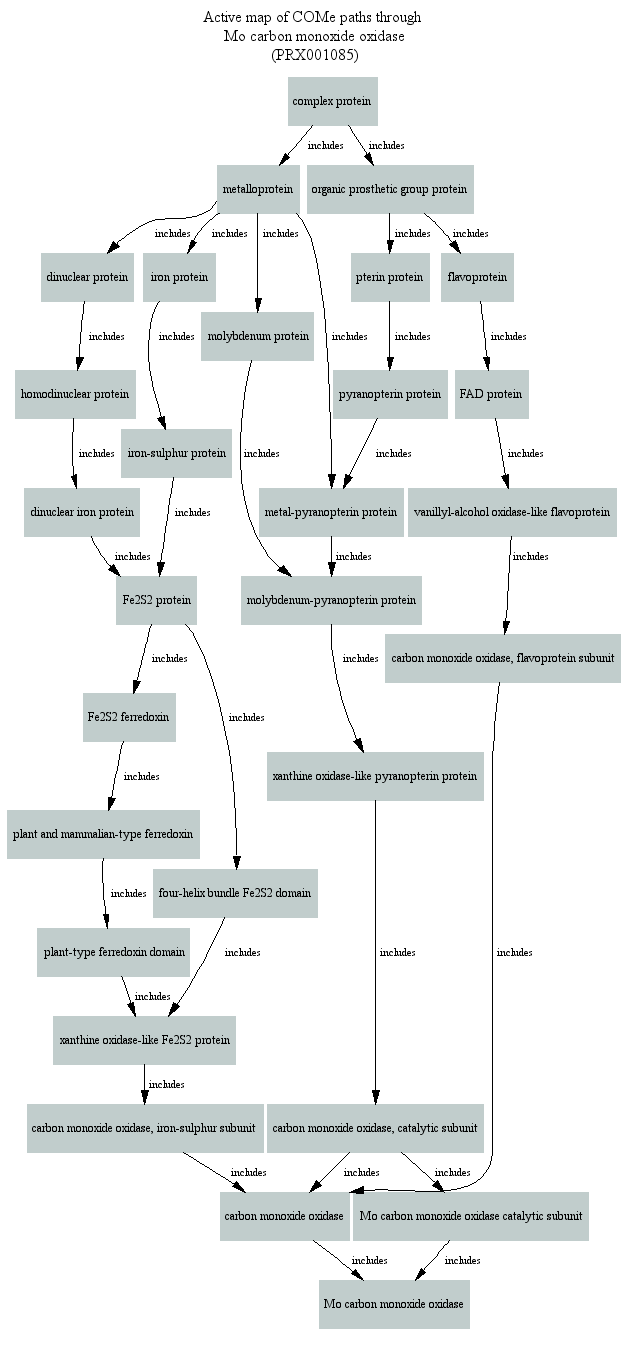 Active map of COMe paths through
Mo carbon monoxide oxidase
(PRX001085)
complex protein
includes
includes
metalloprotein
organic prosthetic group protein
includes
includes
includes
includes
includes
dinuclear protein
iron protein
pterin protein
flavoprotein
molybdenum protein
includes
includes
includes
includes
includes
homodinuclear protein
pyranopterin protein
FAD protein
iron-sulphur protein
includes
includes
includes
includes
dinuclear iron protein
metal-pyranopterin protein
vanillyl-alcohol oxidase-like flavoprotein
includes
includes
includes
includes
Fe2S2 protein
molybdenum-pyranopterin protein
carbon monoxide oxidase, flavoprotein subunit
includes
includes
Fe2S2 ferredoxin
includes
xanthine oxidase-like pyranopterin protein
includes
plant and mammalian-type ferredoxin
includes
four-helix bundle Fe2S2 domain
plant-type ferredoxin domain
includes
includes
includes
includes
xanthine oxidase-like Fe2S2 protein
includes
carbon monoxide oxidase, iron-sulphur subunit
carbon monoxide oxidase, catalytic subunit
includes
includes
includes
carbon monoxide oxidase
Mo carbon monoxide oxidase catalytic subunit
includes
includes
Mo carbon monoxide oxidase